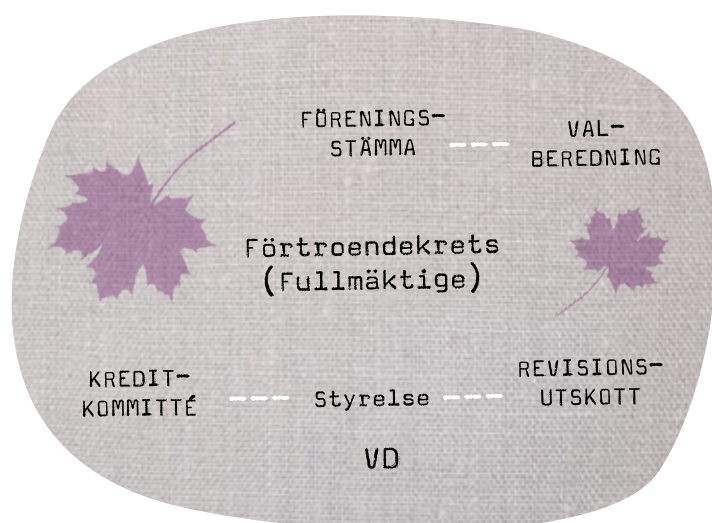 FÖRENINGS-
STÄMMA
VAL-
BEREDNING
Förtroendekrets
(Fullmäktige)
KREDIT-
KOMMITTÉ
Styrelse
REVISIONS-
UTSKOTT
VD